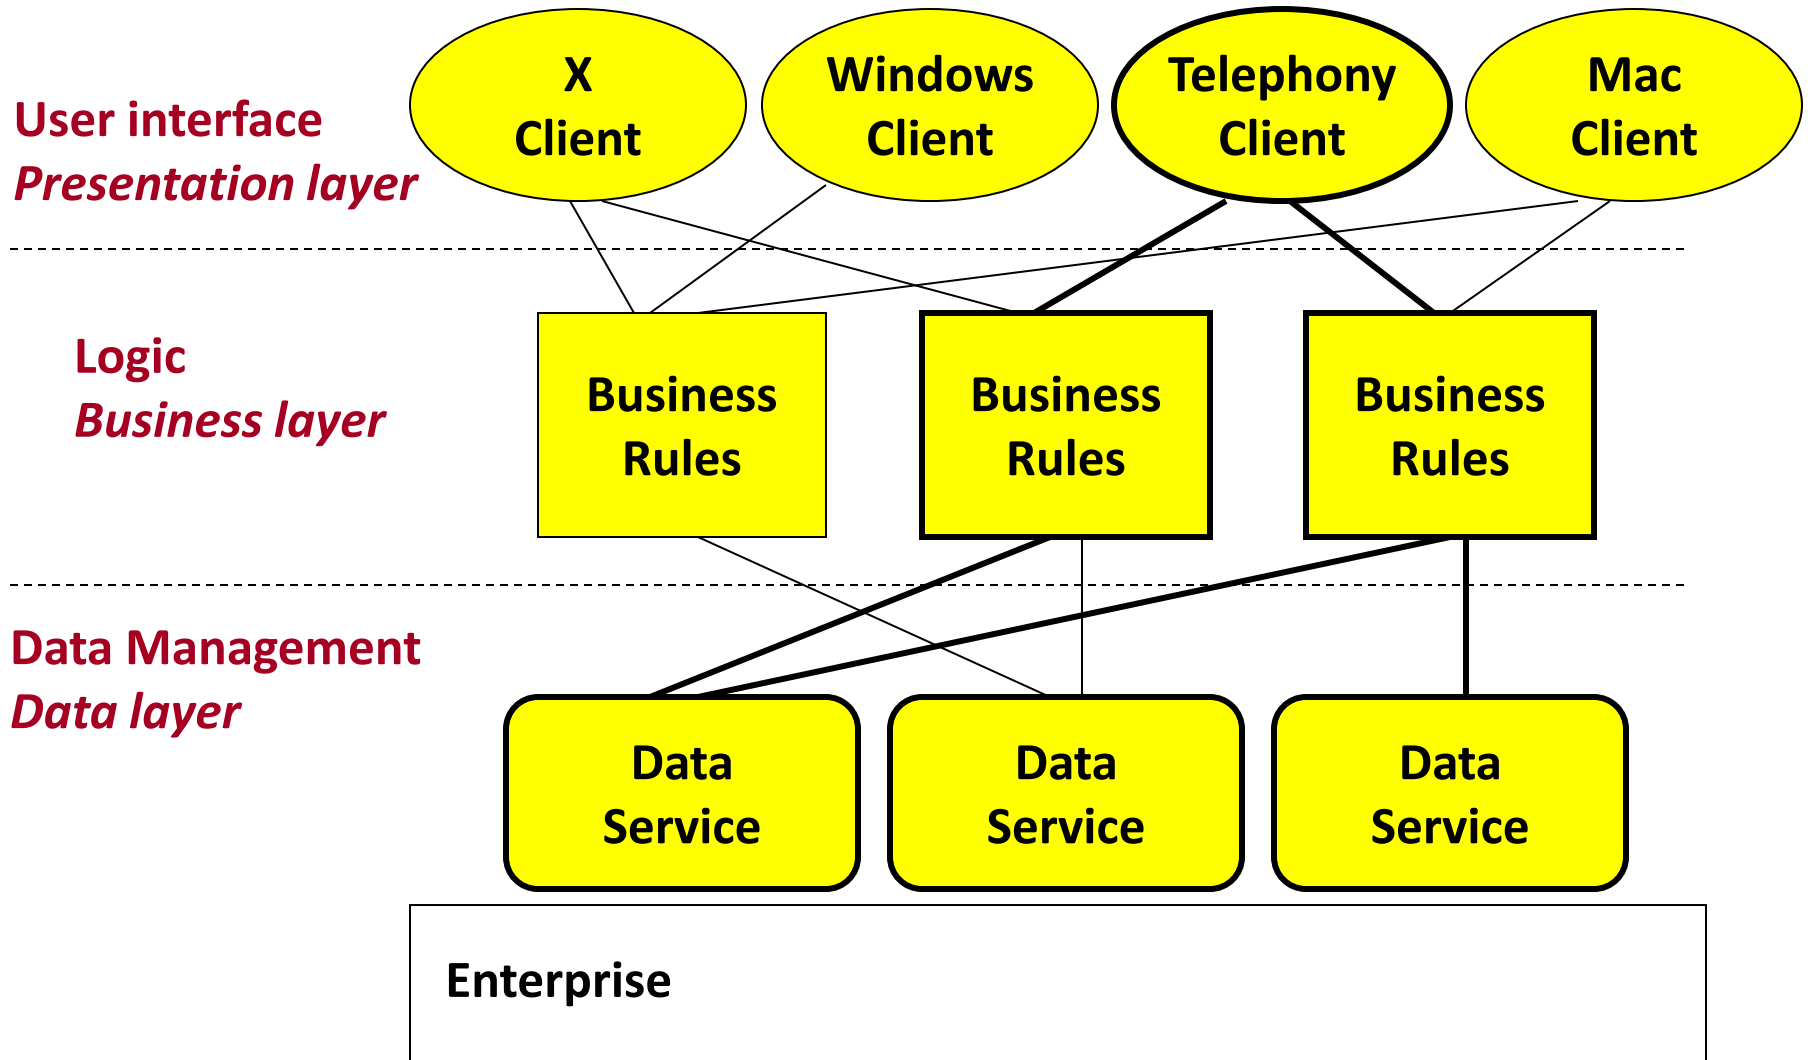 X
Client
Windows
Client
Telephony
Client
Mac
Client
User interface
Presentation layer
Logic
Business layer
Business
Rules
Business
Rules
Business
Rules
Data Management
Data layer
Data
Service
Data
Service
Data
Service
Enterprise